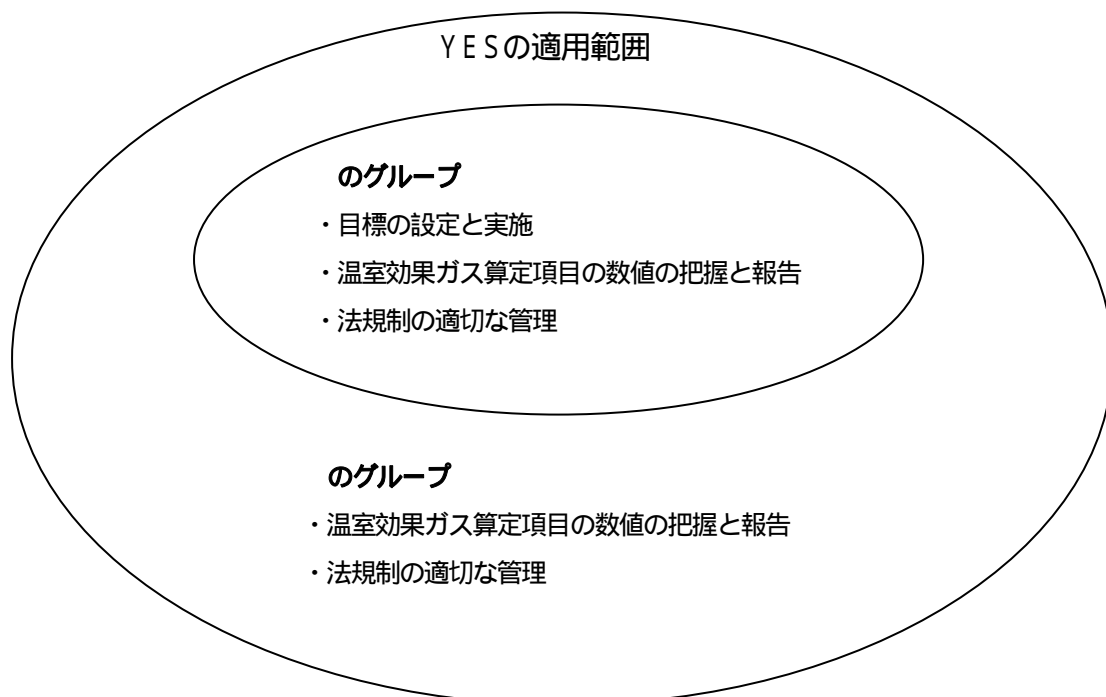 YESの適用範囲
のグループ
・目標の設定と実施
・温室効果ガス算定項目の数値の把握と報告
・法規制の適切な管理
のグループ
・温室効果ガス算定項目の数値の把握と報告
・法規制の適切な管理